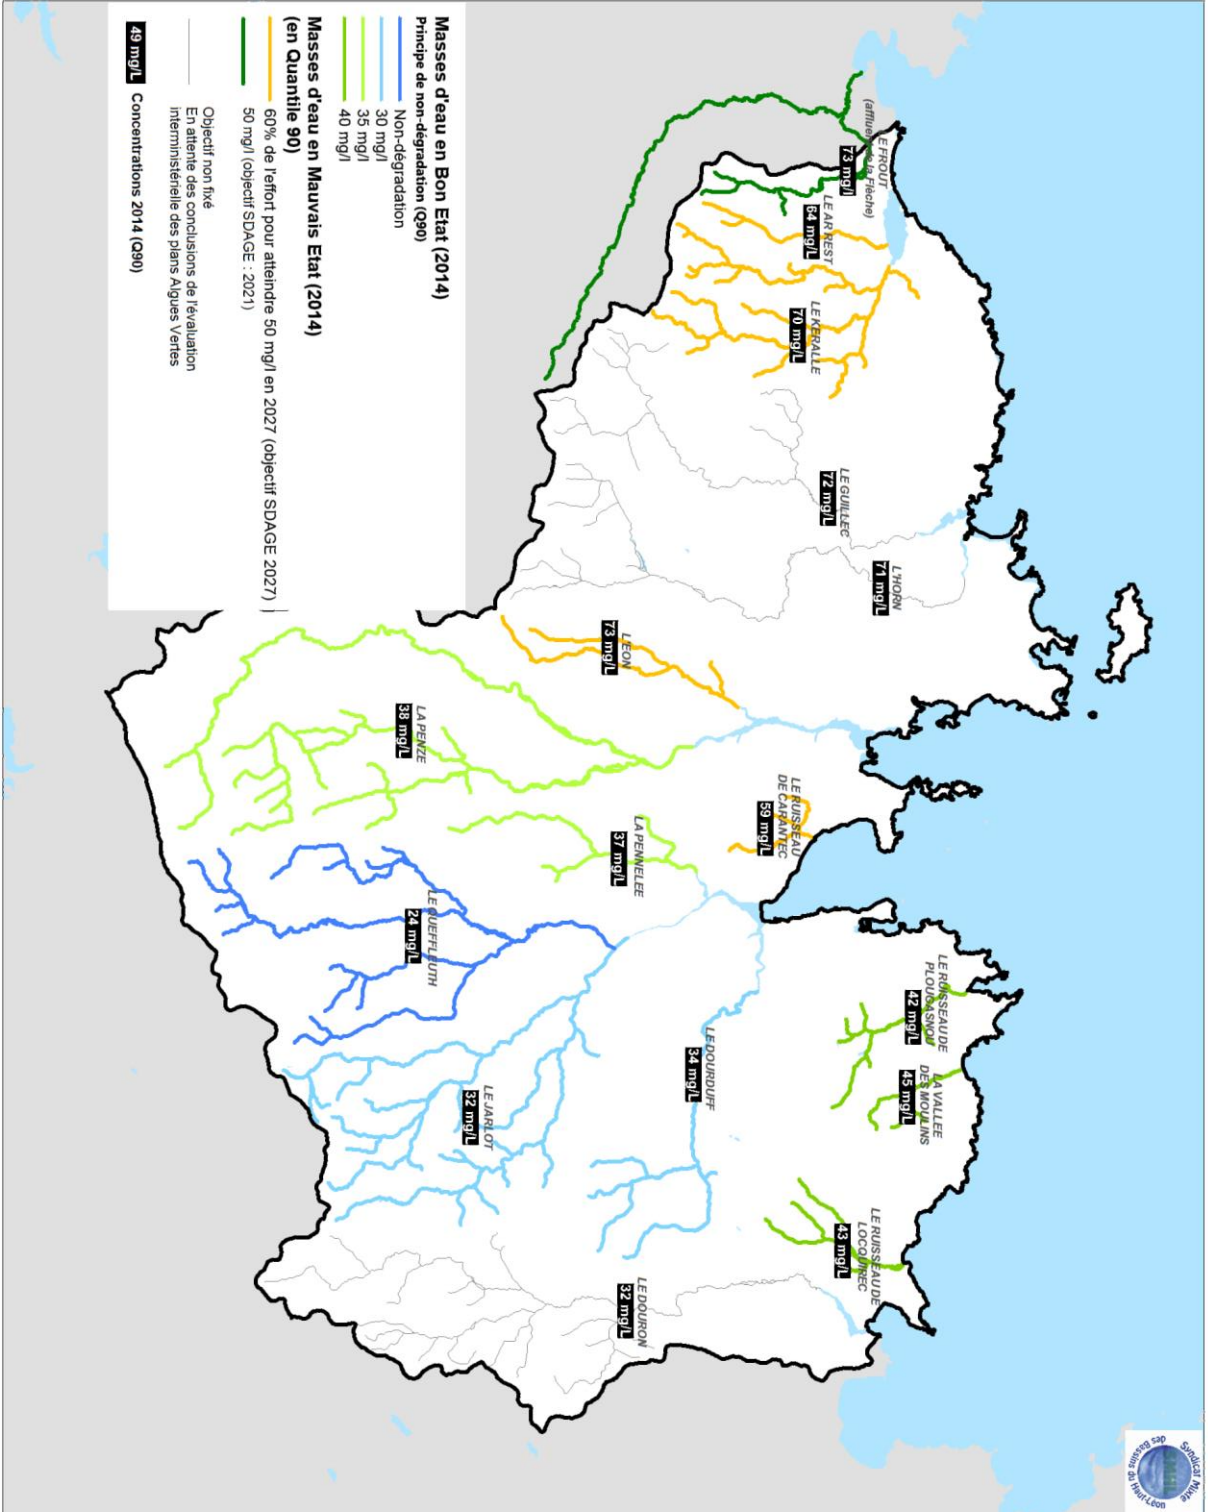 LE FROUT
(affluent de la Flèche)
73 mg/l
LE AR REST
64 mg/L
LE KERALLE
70 mg/L
LE GUILLEC
72 mg/L
L'HORN
71 mg/L
L'EON
73 mg/L
LA PENZE
38 mg/L
LE RUISSEAU
DE CARANTEC
59 mg/L
LA PENNELEE
37 mg/L
LE QUEFFLEUTH
24 mg/L
LE RUISSEAU DE
PLOUGASNOU
42 mg/L
LA VALLEE
DES MOULINS
45 mg/L
LE DOURDUFF
34 mg/L
LE JARLOT
32 mg/L
LE RUISSEAU DE
LOCQUIREC
43 mg/L
LE DOURON
32 mg/L
Masses d'eau en Bon Etat (2014)
Principe de non-dégradation (Q90)
Non-dégradation
30 mg/l
35 mg/l
40 mg/l
Masses d'eau en Mauvais Etat (2014)
(en Quantile 90)
60% de l'effort pour atteindre 50 mg/l en 2027 (objectif SDAGE 2027)
50 mg/l (objectif SDAGE : 2021)
Objectif non fixé
En attente des conclusions de l'évaluation
interministérielle des plans Algues Vertes
49 mg/L Concentrations 2014 (Q90)
Syndicat Mixte
des Bassins du Haut-Léon